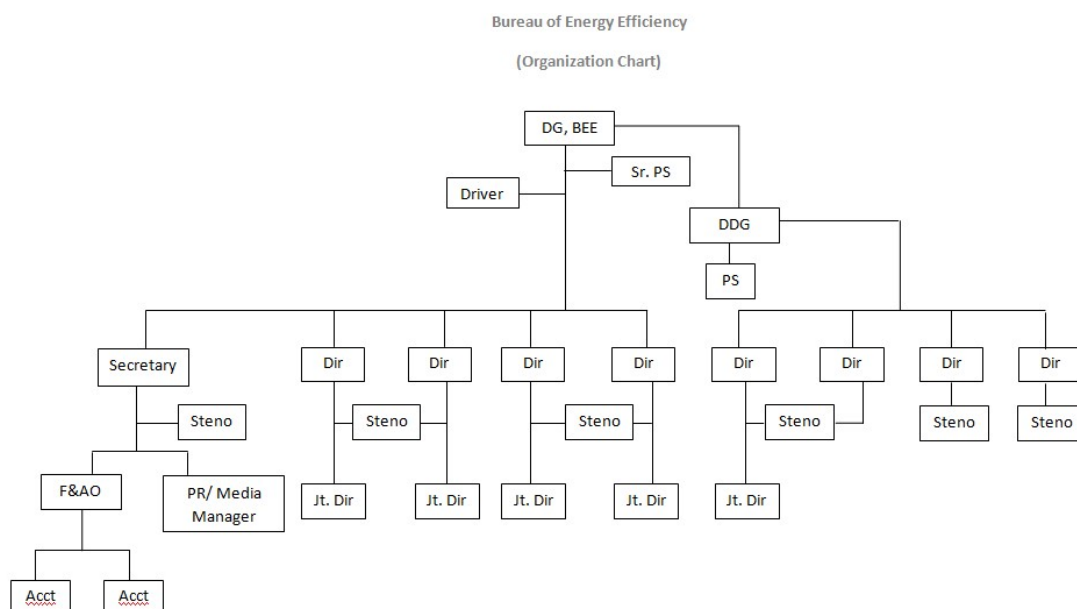 Bureau of Energy Efficiency
(Organization Chart)
DG, BEE
Sr. PS
Driver
DDG
PS
Secretary
Dir
Dir
Dir
Dir
Dir
Dir
Dir
Dir
Steno
Steno
Steno
Steno
Steno
Steno
F&AO
PR/ Media
Manager
Jt. Dir
Jt. Dir
Jt. Dir
Jt. Dir
Jt. Dir
Acct
Acct